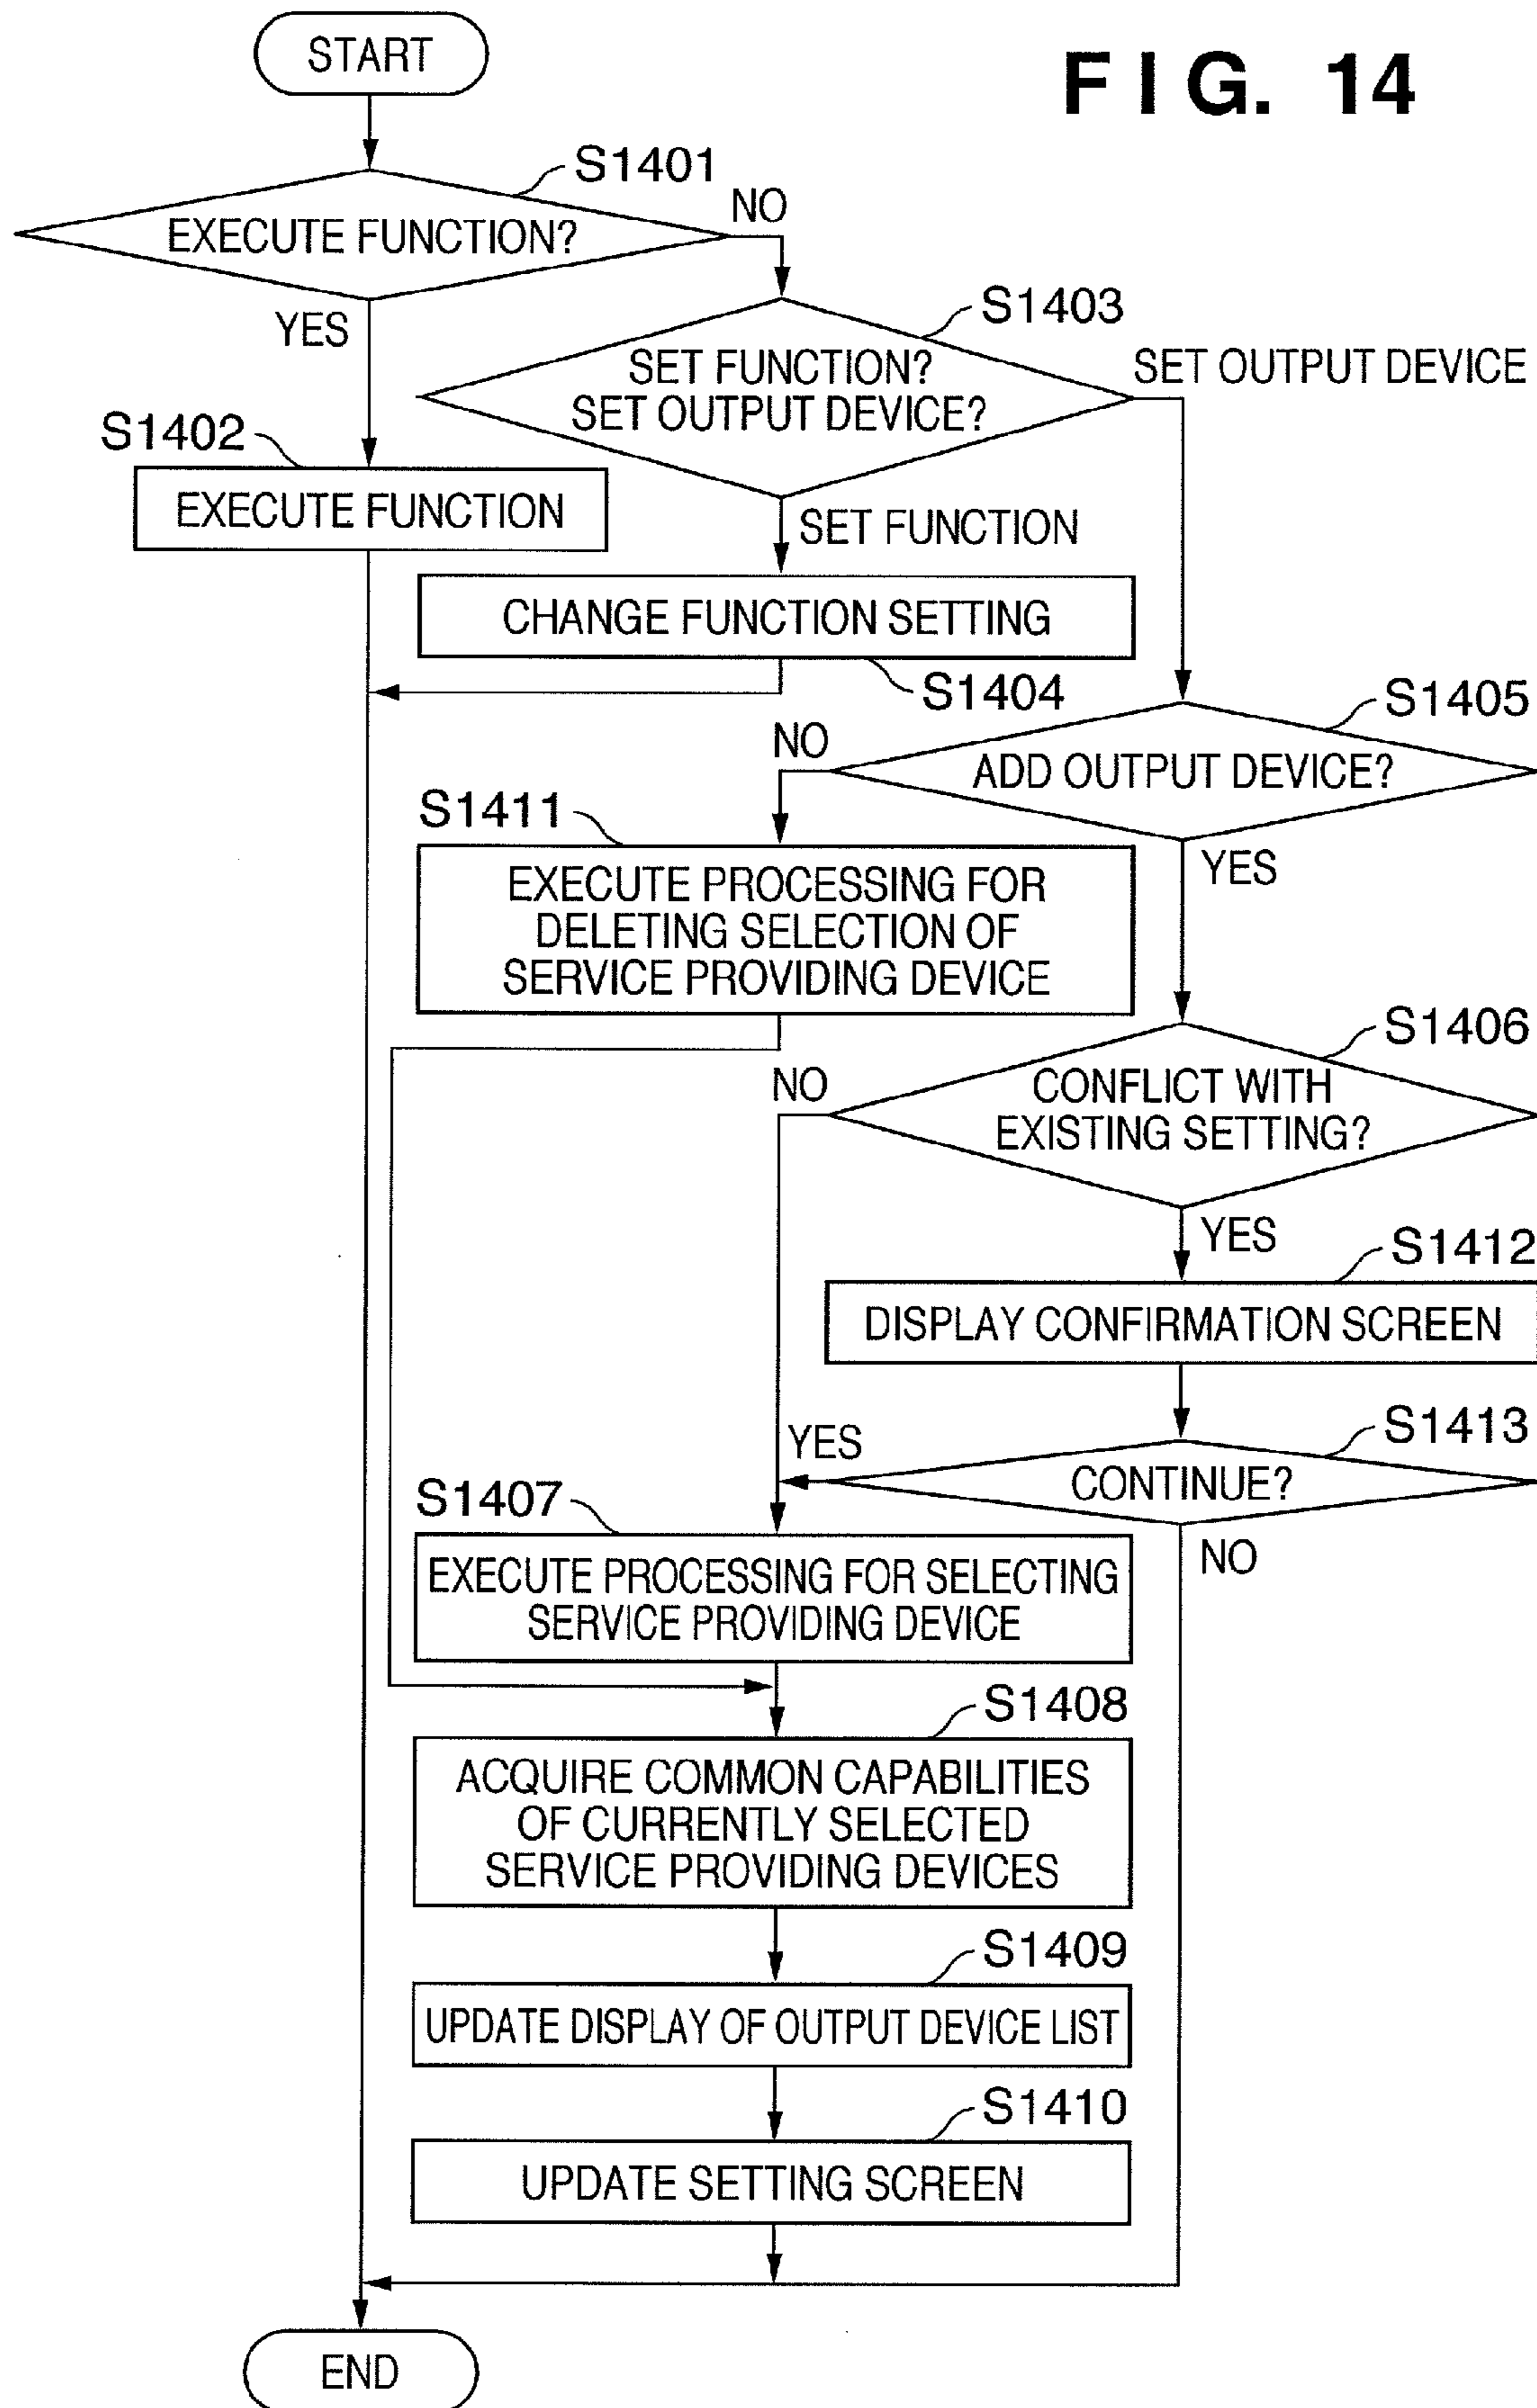 START
FIG. 14
S1401
EXECUTE FUNCTION?
NO
YES
S1403
SET FUNCTION?
SET OUTPUT DEVICE?
SET OUTPUT DEVICE
S1402
EXECUTE FUNCTION
SET FUNCTION
CHANGE FUNCTION SETTING
S1404
S1405
ADD OUTPUT DEVICE?
NO
YES
S1411
EXECUTE PROCESSING FOR
DELETING SELECTION OF
SERVICE PROVIDING DEVICE
S1406
CONFLICT WITH
EXISTING SETTING?
NO
YES
S1412
DISPLAY CONFIRMATION SCREEN
S1413
CONTINUE?
YES
NO
S1407
EXECUTE PROCESSING FOR SELECTING
SERVICE PROVIDING DEVICE
S1408
ACQUIRE COMMON CAPABILITIES
OF CURRENTLY SELECTED
SERVICE PROVIDING DEVICES
S1409
UPDATE DISPLAY OF OUTPUT DEVICE LIST
S1410
UPDATE SETTING SCREEN
END